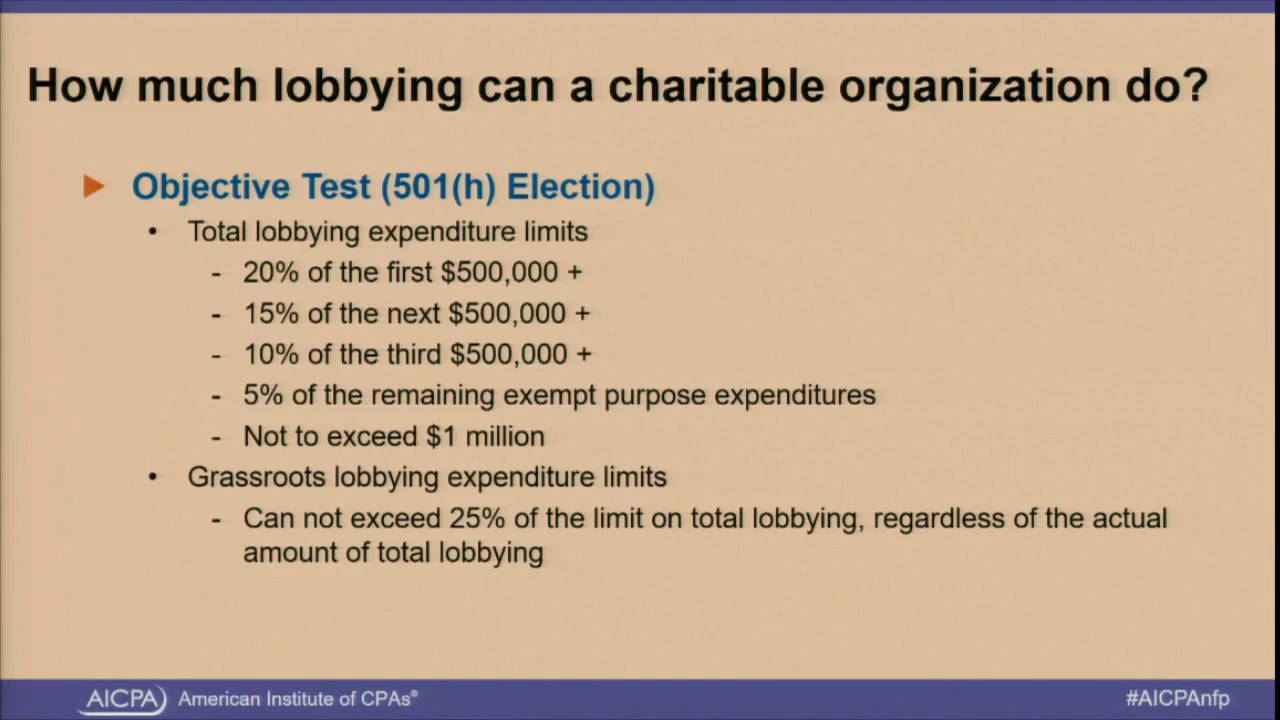 How much lobbying can a charitable organization do?
Objective Test (501(h) Election)
• Total lobbying expenditure limits
- 20% of the first $500,000 +
- 15% of the next $500,000 +
- 10% of the third $500,000 +
- 5% of the remaining exempt purpose expenditures
- Not to exceed $1 million
• Grassroots lobbying expenditure limits
- Can not exceed 25% of the limit on total lobbying, regardless of the actual
amount of total lobbying
AICPA American Institute of CPAs® #AICPAnfp